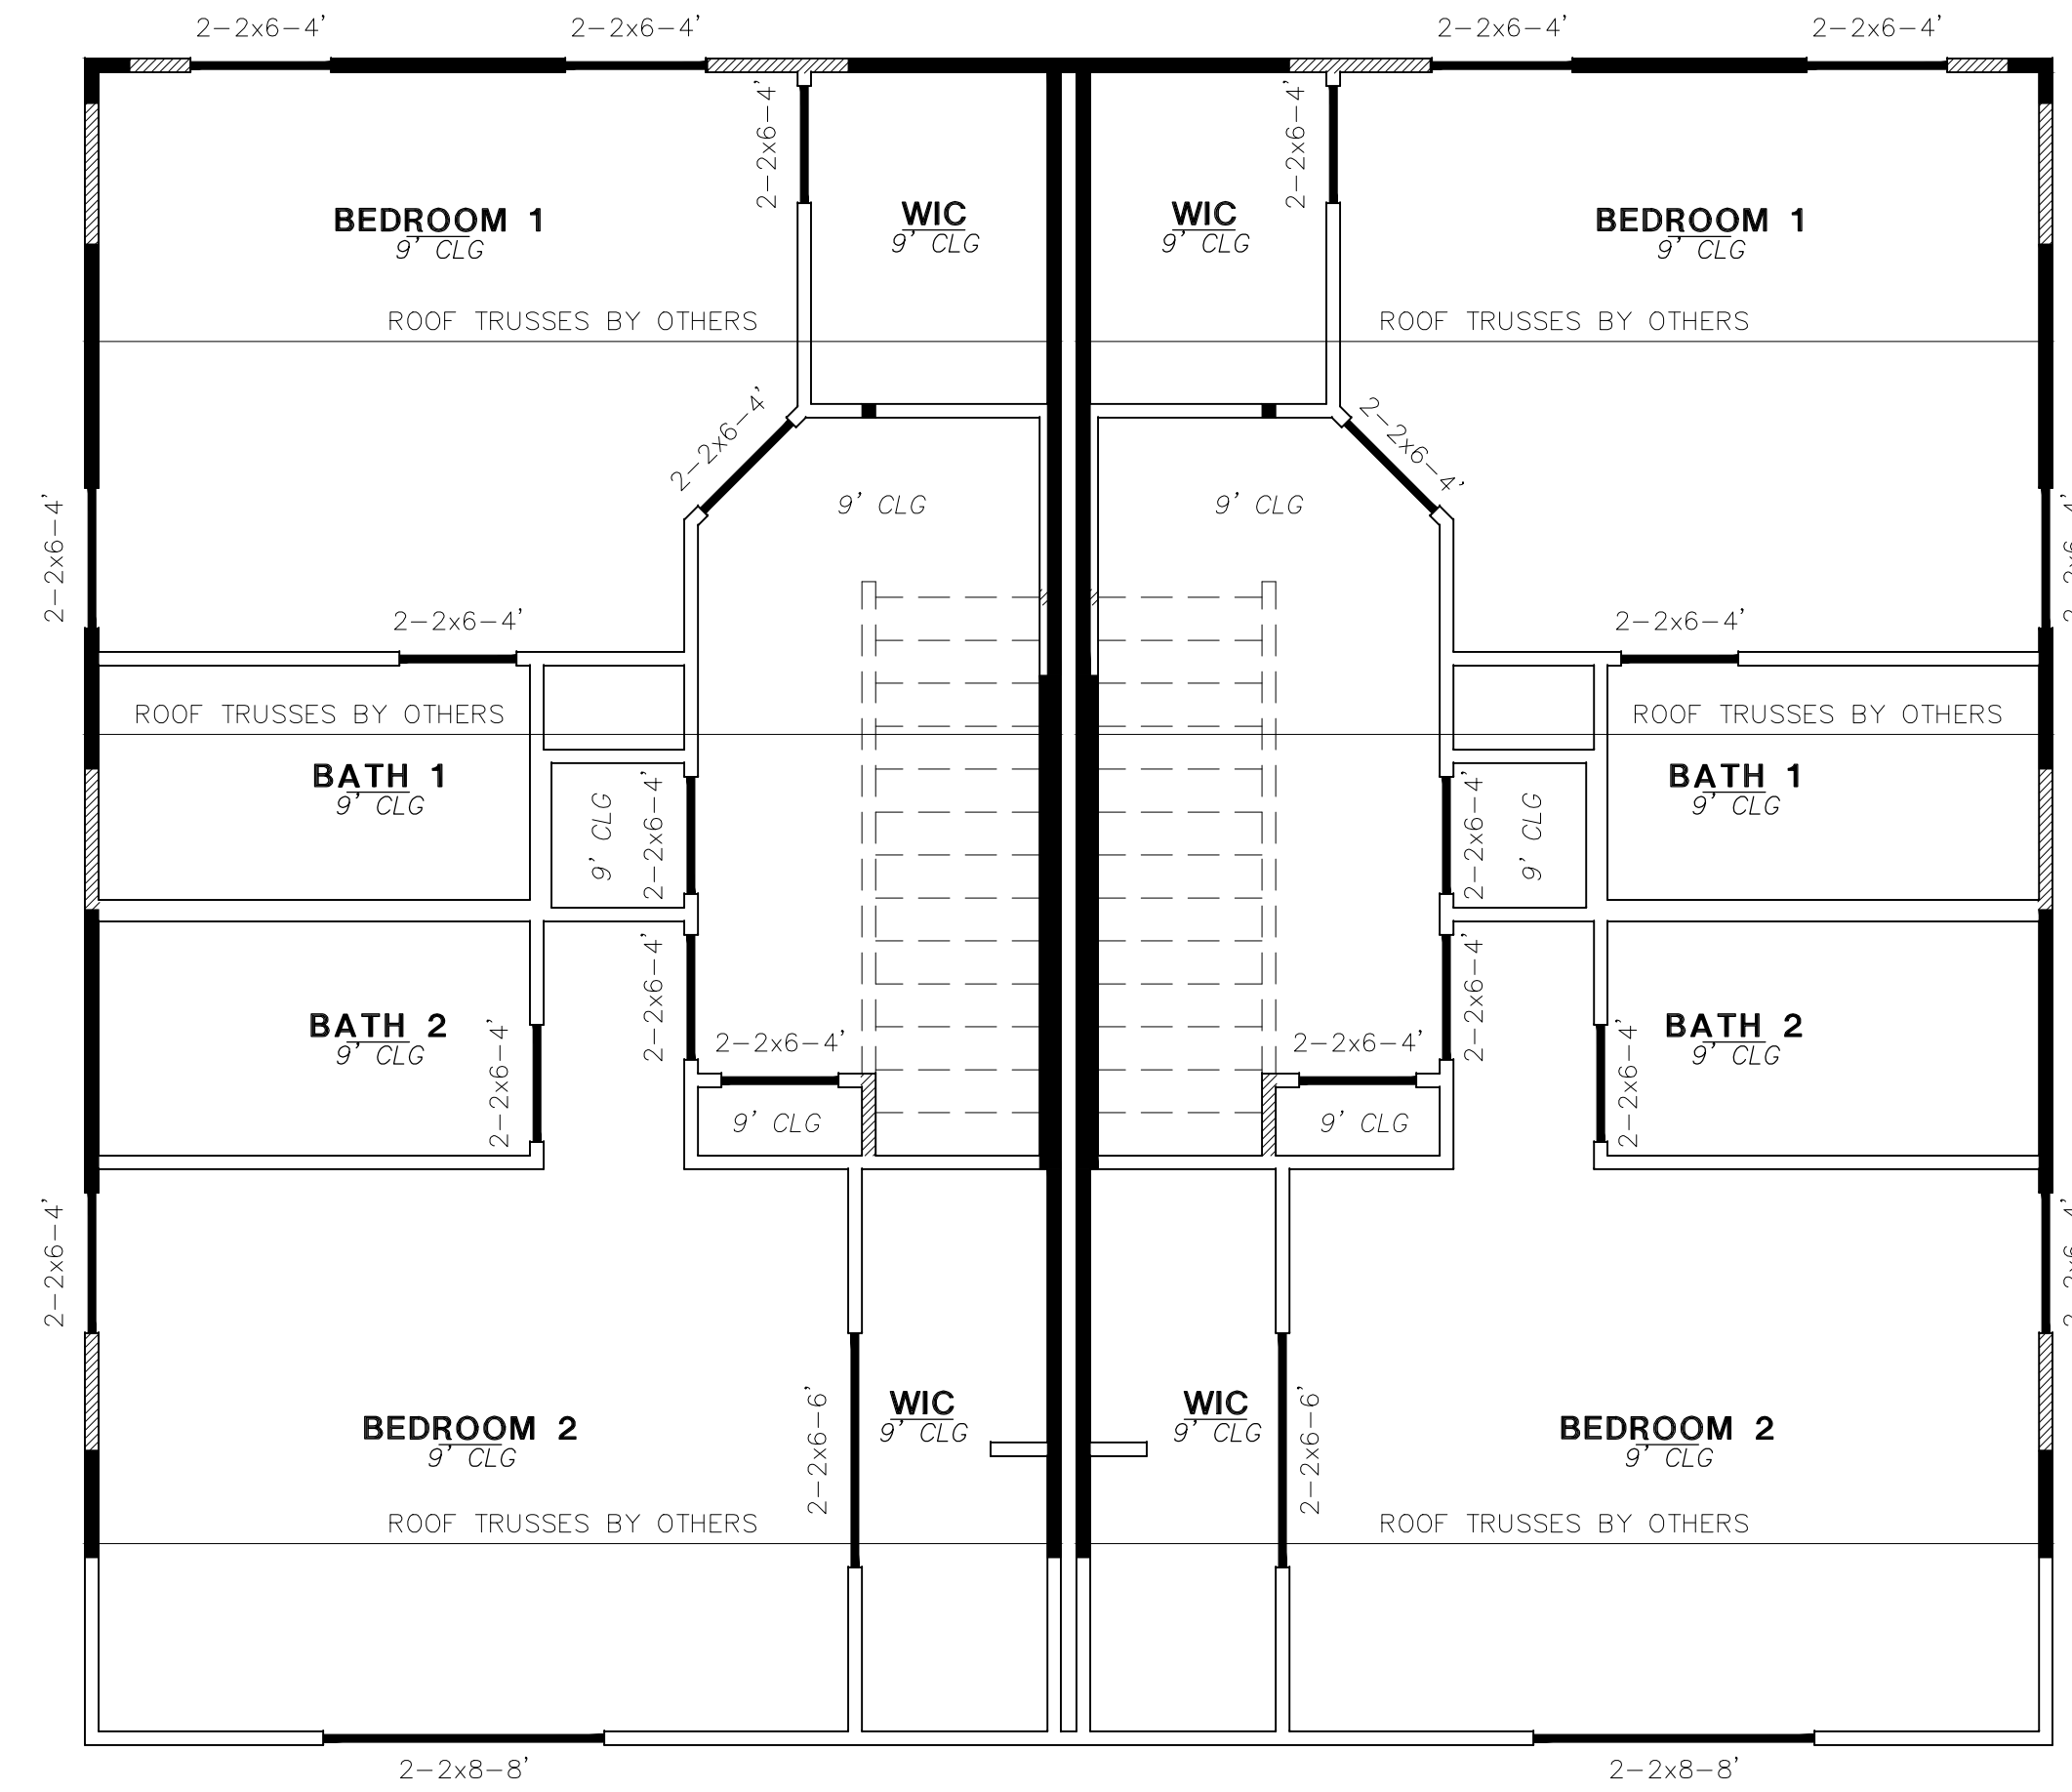 2-2x6-4'
2-2x6-4'
2-2x6-4'
2-2x6-4'
2-2x6-4'
2-2x6-4'
BEDROOM 1
9' CLG
WIC
9' CLG
WIC
9' CLG
BEDROOM 1
9' CLG
ROOF TRUSSES BY OTHERS
ROOF TRUSSES BY OTHERS
2-2x6-4'
2-2x6-4'
9' CLG
9' CLG
2-2x6-4'
2-2x6-4'
2-2x6-4'
ROOF TRUSSES BY OTHERS
ROOF TRUSSES BY OTHERS
BATH 1
9' CLG
9' CLG
2-2x6-4'
2-2x6-4'
9' CLG
BATH 1
9' CLG
BATH 2
9' CLG
2-2x6-4'
2-2x6-4'
2-2x6-4'
2-2x6-4'
2-2x6-4'
2-2x6-4'
BATH 2
9' CLG
9' CLG
9' CLG
2-2x6-4'
BEDROOM 2
9' CLG
2-2x6-6'
WIC
9' CLG
WIC
9' CLG
2-2x6-6'
BEDROOM 2
9' CLG
ROOF TRUSSES BY OTHERS
ROOF TRUSSES BY OTHERS
2-2x8-8'
2-2x8-8'